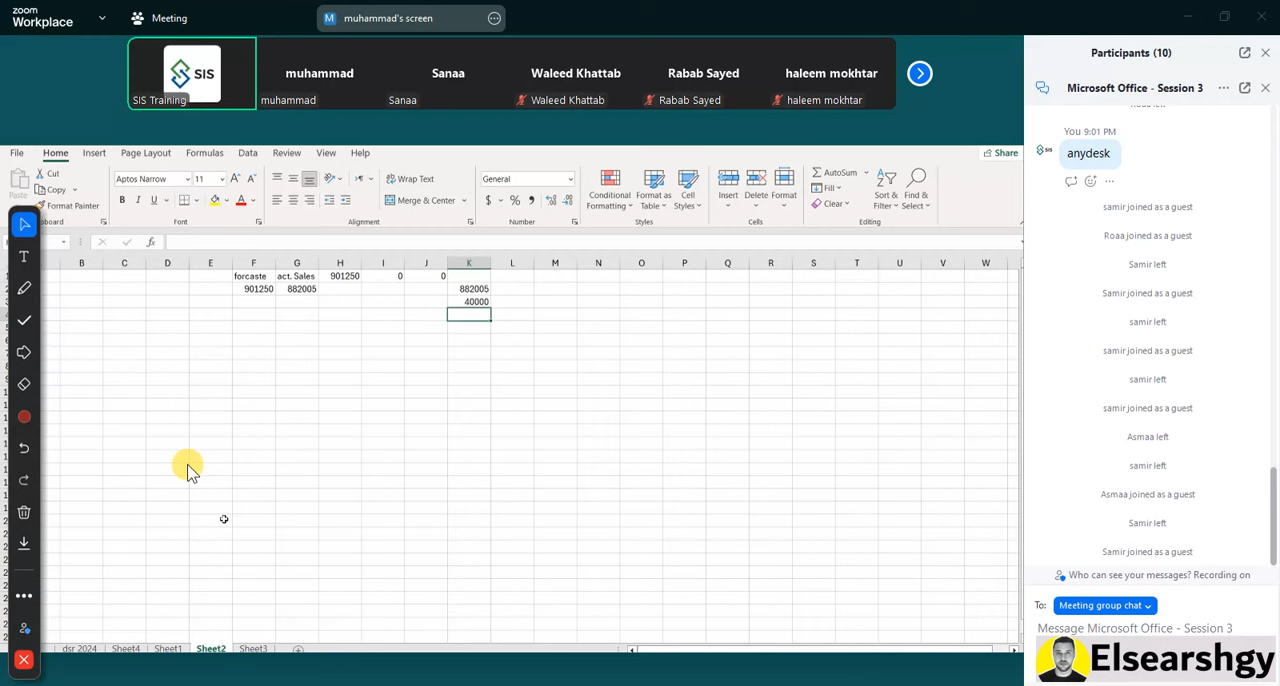 zoom
Workplace
Meeting
M muhammad's screen
SIS
SIS Training
muhammad
muhammad
Sanaa
Sanaa
Waleed Khattab
Waleed Khattab
Rabab Sayed
Rabab Sayed
haleem mokhtar
haleem mokhtar
Participants (10)
Microsoft Office - Session 3
File Home Insert Page Layout Formulas Data Review View Help
Share
Paste
Cut
Copy
Format Painter
Aptos Narrow 11
B I U
Font
Wrap Text
Merge & Center
Alignment
General
Number
Conditional Formatting
Format as Table
Cell Styles
Styles
Insert Delete Format
Cells
AutoSum
Fill
Clear
Sort & Filter
Find & Select
Editing
fx
B C D E F G H I J K L M N O P Q R S T U V W
forcaste act. Sales 901250 0 0
901250 882005 882005
40000
dsr 2024 Sheet4 Sheet1 Sheet2 Sheet3
You 9:01 PM
SIS
anydesk
samir joined as a guest
Roaa joined as a guest
Samir left
Samir joined as a guest
samir left
samir joined as a guest
samir left
samir joined as a guest
Asmaa left
samir left
Asmaa joined as a guest
Samir left
Samir joined as a guest
Who can see your messages? Recording on
To: Meeting group chat
Message Microsoft Office - Session 3
Elsearshgy